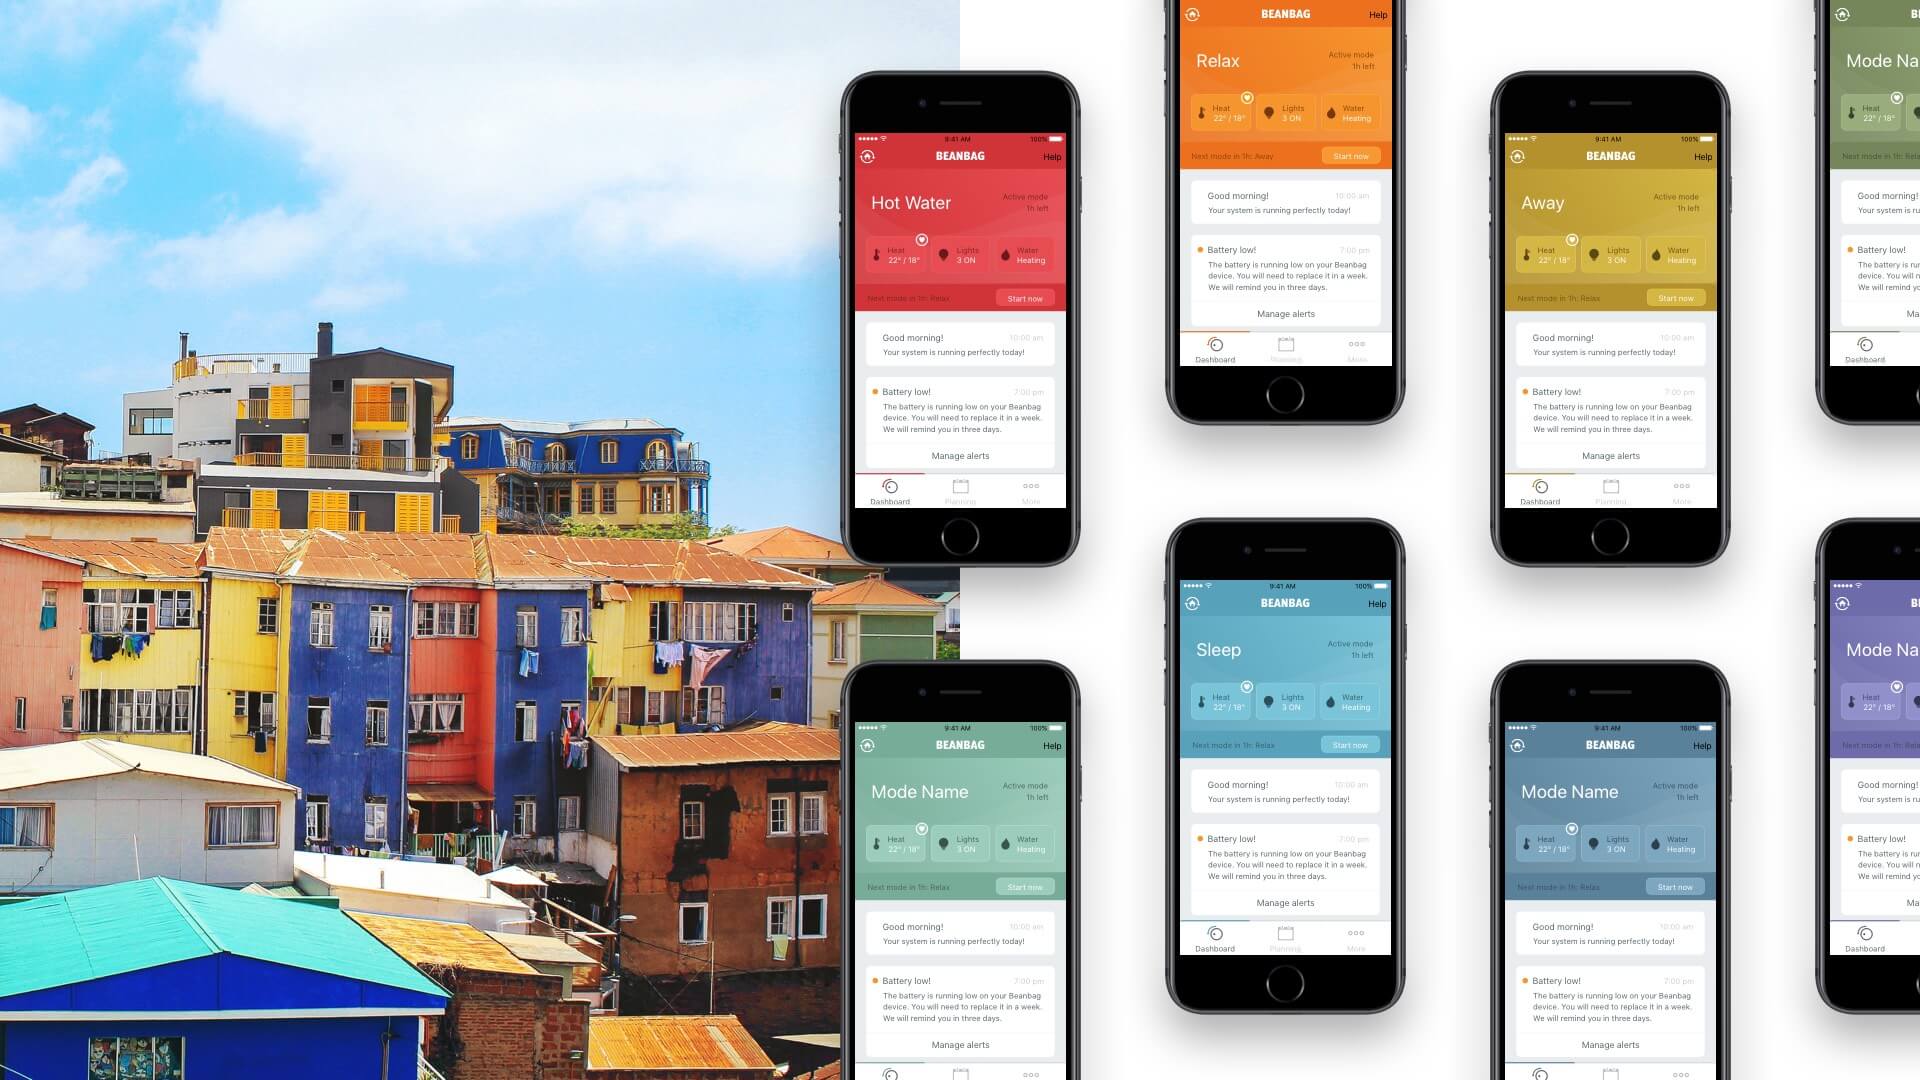 BEANBAG Help
Relax
Active mode
1h left
Heat
22° / 18°
Lights
3 ON
Water
Heating
Next mode in 1h: Away
Start now
Good morning! 10:00 am
Your system is running perfectly today!
Battery low! 7:00 pm
The battery is running low on your Beanbag
device. You will need to replace it in a week.
We will remind you in three days.
Manage alerts
Dashboard Planning More
9:41 AM 100%
BEANBAG Help
Hot Water
Active mode
1h left
Heat
22° / 18°
Lights
3 ON
Water
Heating
Next mode in 1h: Relax
Start now
Good morning! 10:00 am
Your system is running perfectly today!
Battery low! 7:00 pm
The battery is running low on your Beanbag
device. You will need to replace it in a week.
We will remind you in three days.
Manage alerts
Dashboard Planning More
9:41 AM 100%
BEANBAG Help
Away
Active mode
1h left
Heat
22° / 18°
Lights
3 ON
Water
Heating
Next mode in 1h: Relax
Start now
Good morning! 10:00 am
Your system is running perfectly today!
Battery low! 7:00 pm
The battery is running low on your Beanbag
device. You will need to replace it in a week.
We will remind you in three days.
Manage alerts
Dashboard Planning More
Mode Na
Heat
22° / 18°
Next mode in 1h: Rela
Good morning!
Your system is ru
Battery low!
The battery is run
device. You will n
We will remind yo
Ma
Dashboard
9:41 AM 100%
BEANBAG Help
Sleep
Active mode
1h left
Heat
22° / 18°
Lights
3 ON
Water
Heating
Next mode in 1h: Relax
Start now
Good morning! 10:00 am
Your system is running perfectly today!
Battery low! 7:00 pm
The battery is running low on your Beanbag
device. You will need to replace it in a week.
We will remind you in three days.
Manage alerts
Dashboard Planning More
9:41 AM 100%
BEANBAG Help
Mode Name
Active mode
1h left
Heat
22° / 18°
Lights
3 ON
Water
Heating
Next mode in 1h: Relax
Start now
Good morning! 10:00 am
Your system is running perfectly today!
Battery low! 7:00 pm
The battery is running low on your Beanbag
device. You will need to replace it in a week.
We will remind you in three days.
Manage alerts
9:41 AM 100%
BEANBAG Help
Mode Name
Active mode
1h left
Heat
22° / 18°
Lights
3 ON
Water
Heating
Next mode in 1h: Relax
Start now
Good morning! 10:00 am
Your system is running perfectly today!
Battery low! 7:00 pm
The battery is running low on your Beanbag
device. You will need to replace it in a week.
We will remind you in three days.
Manage alerts
Mode Na
Heat
22° / 18°
Next mode in 1h: Rela
Good morning!
Your system is ru
Battery low!
The battery is run
device. You will n
We will remind yo
Ma
Dashboard